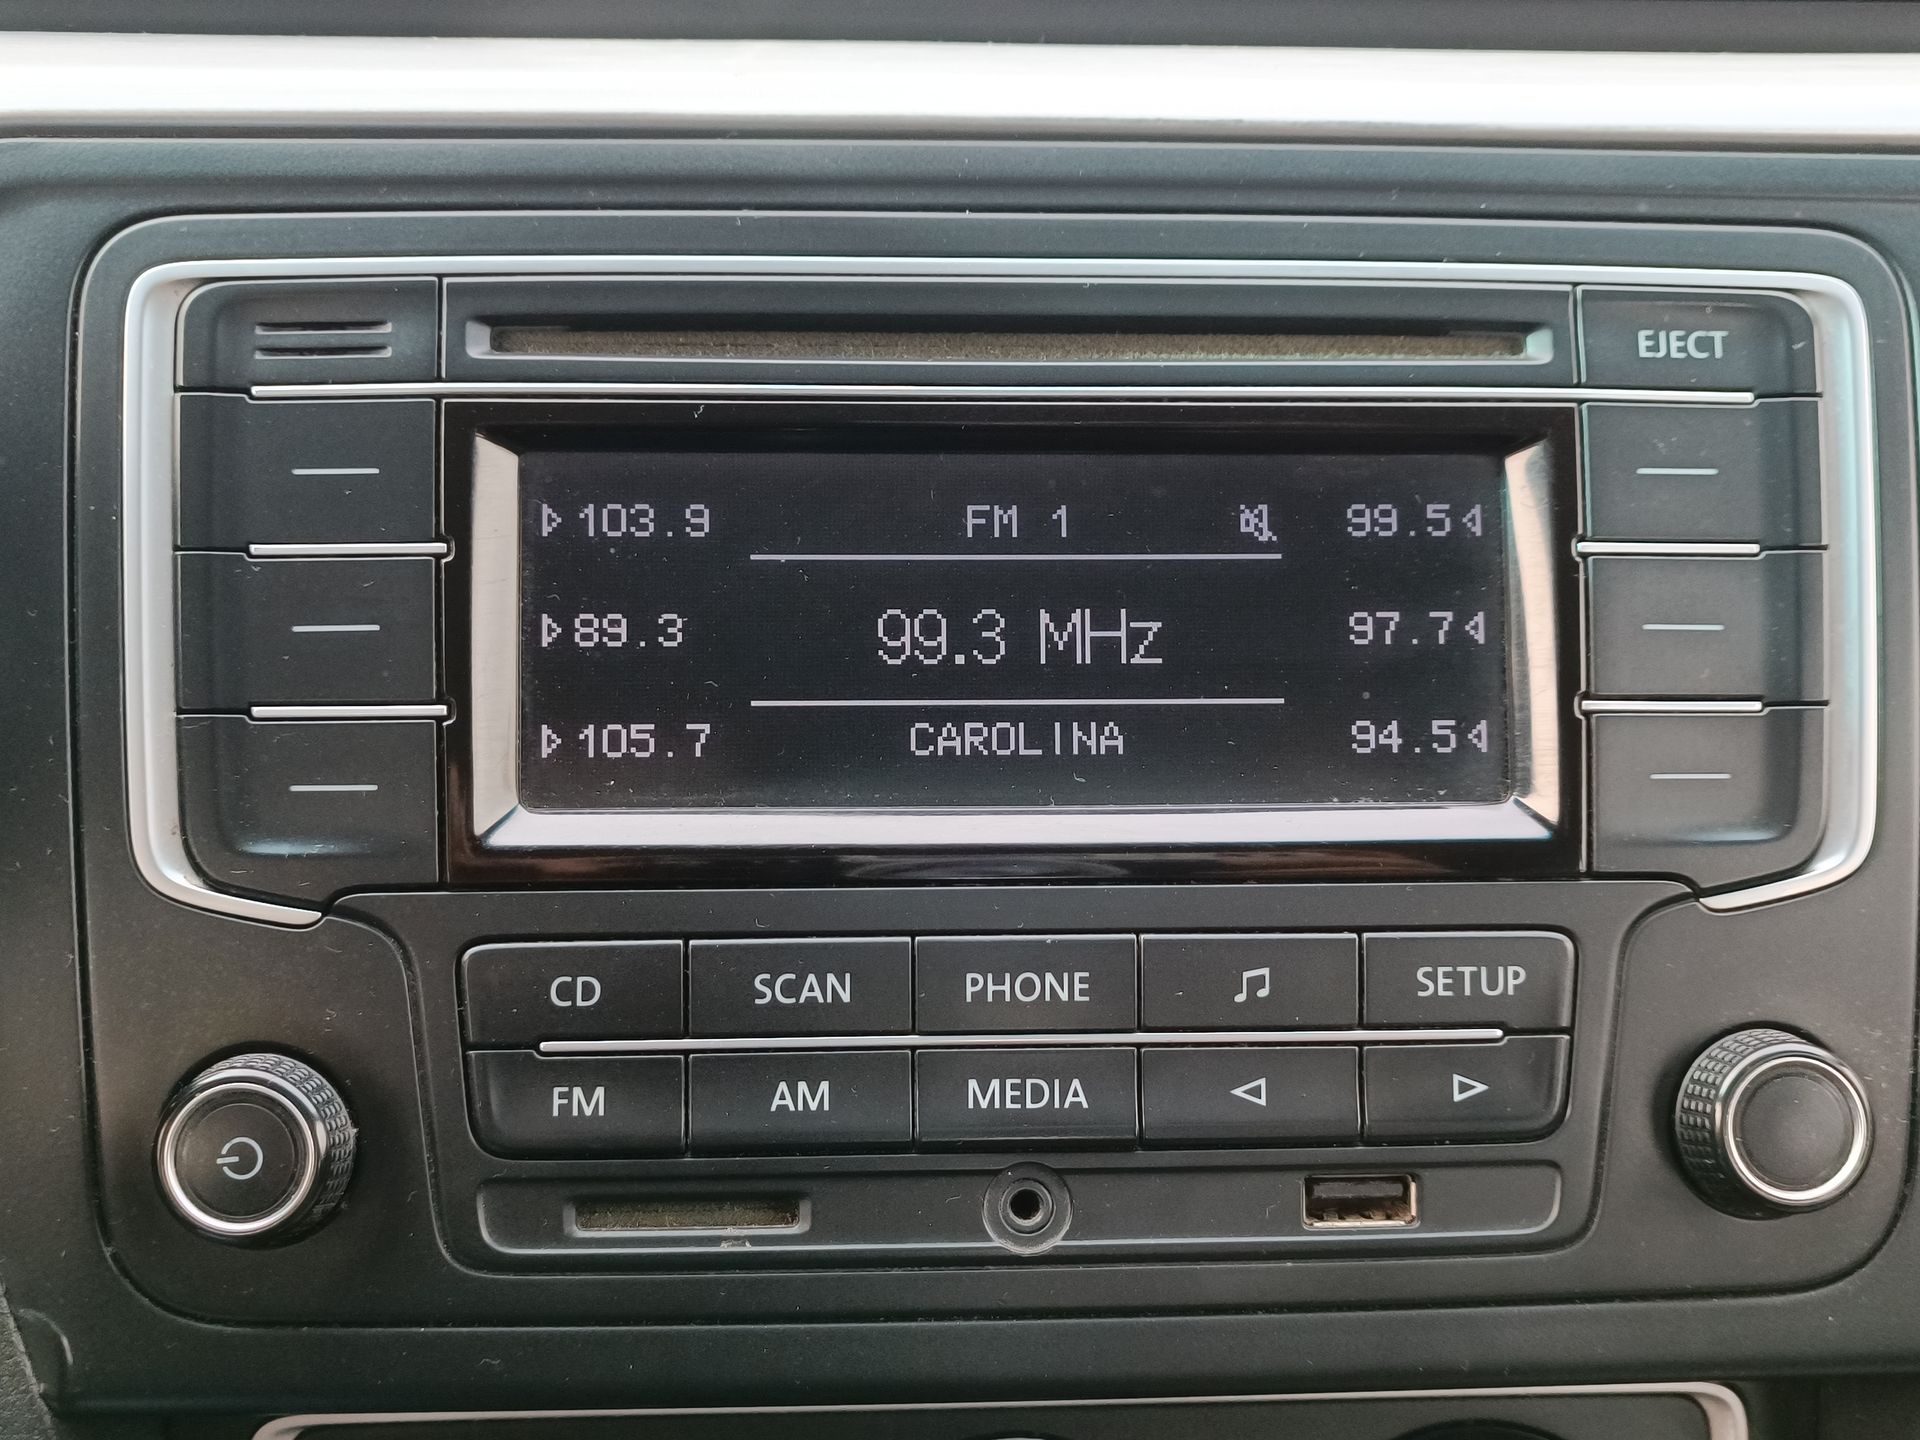 EJECT
103.9 FM 1 99.5
89.3 99.3 MHz 97.7
105.7 CAROLINA 94.5
CD SCAN PHONE SETUP
FM AM MEDIA